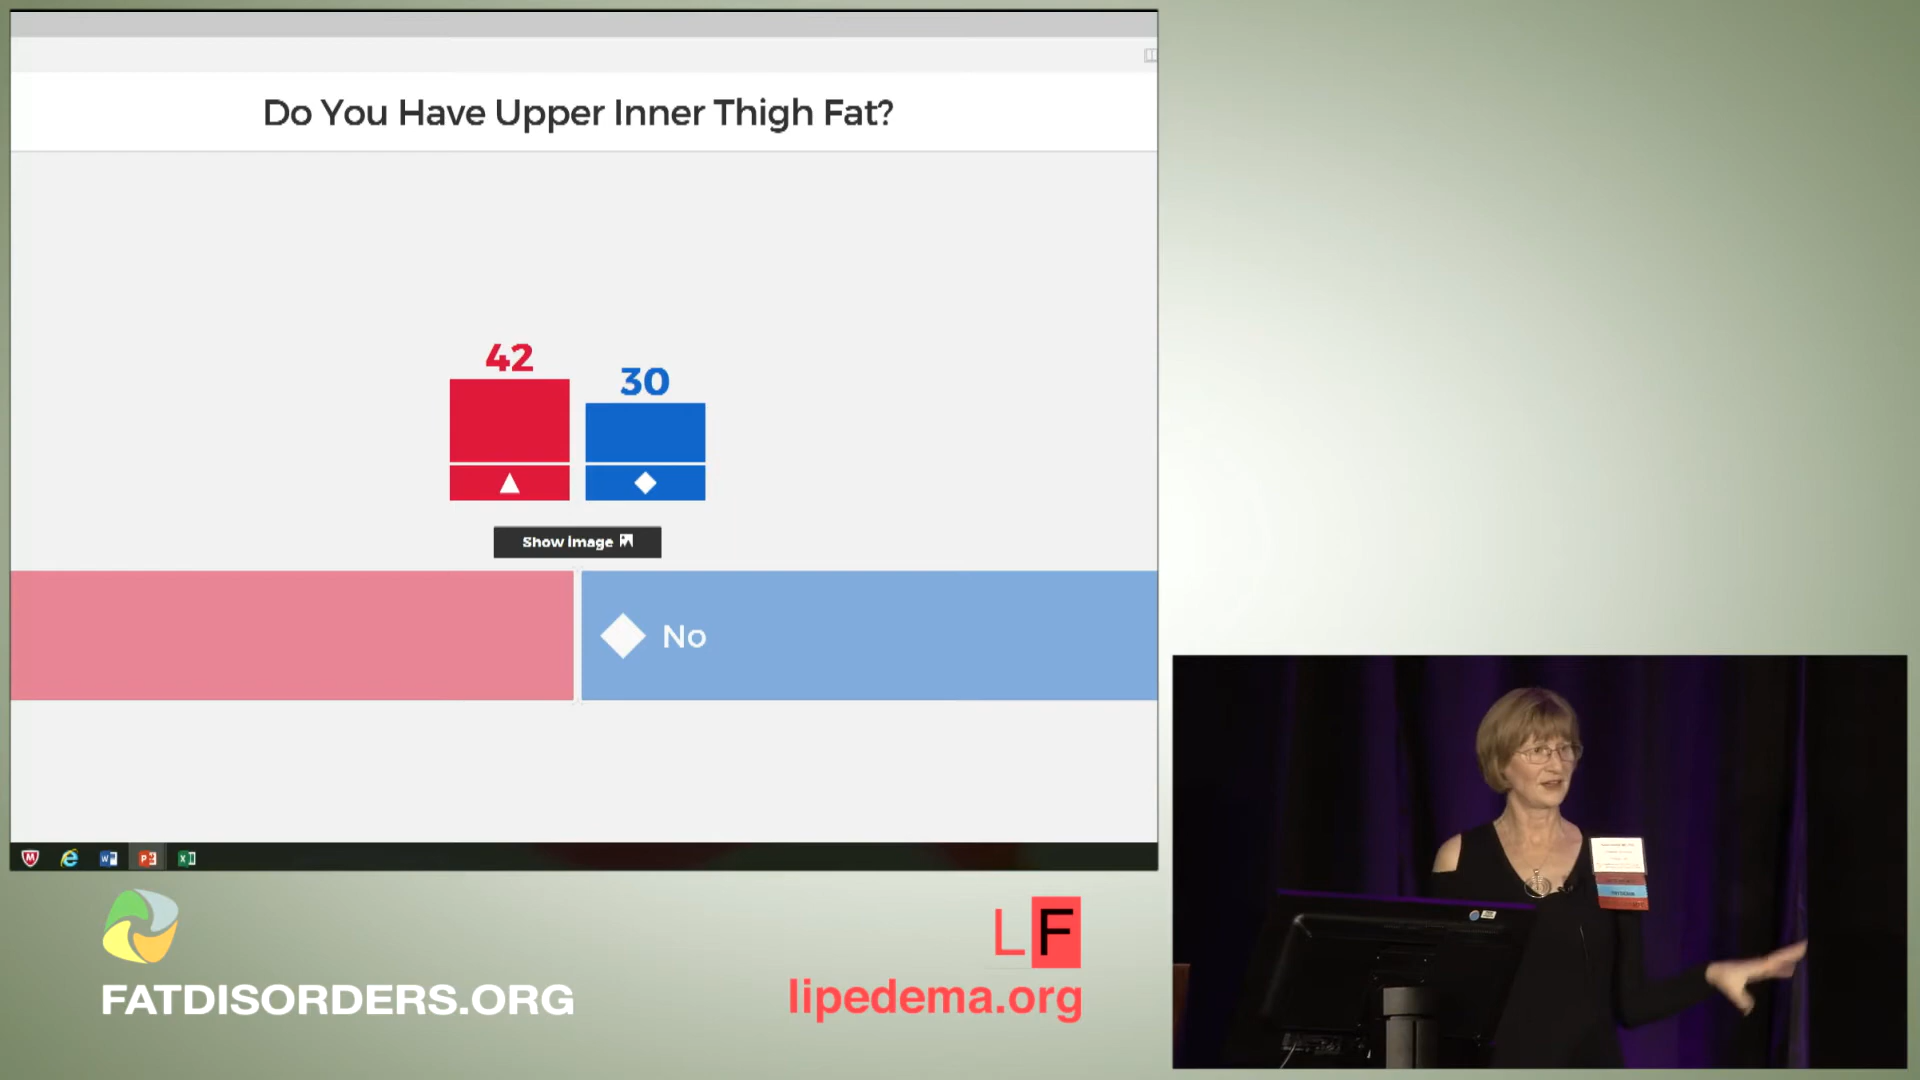 Do You Have Upper Inner Thigh Fat?
42
30
Show image
No
FATDISORDERS.ORG
LF
lipedema.org